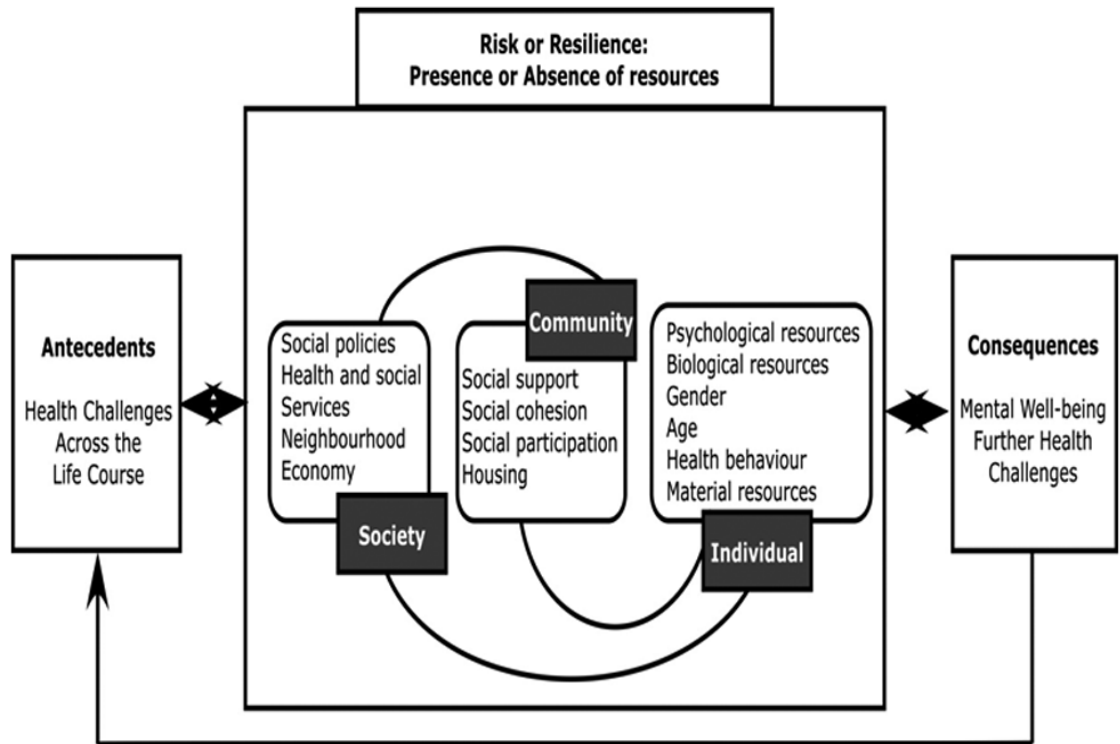 Risk or Resilience:
Presence or Absence of resources
Antecedents
Health Challenges
Across the
Life Course
Social policies
Health and social
Services
Neighbourhood
Economy
Society
Community
Social support
Social cohesion
Social participation
Housing
Psychological resources
Biological resources
Gender
Age
Health behaviour
Material resources
Individual
Consequences
Mental Well-being
Further Health
Challenges